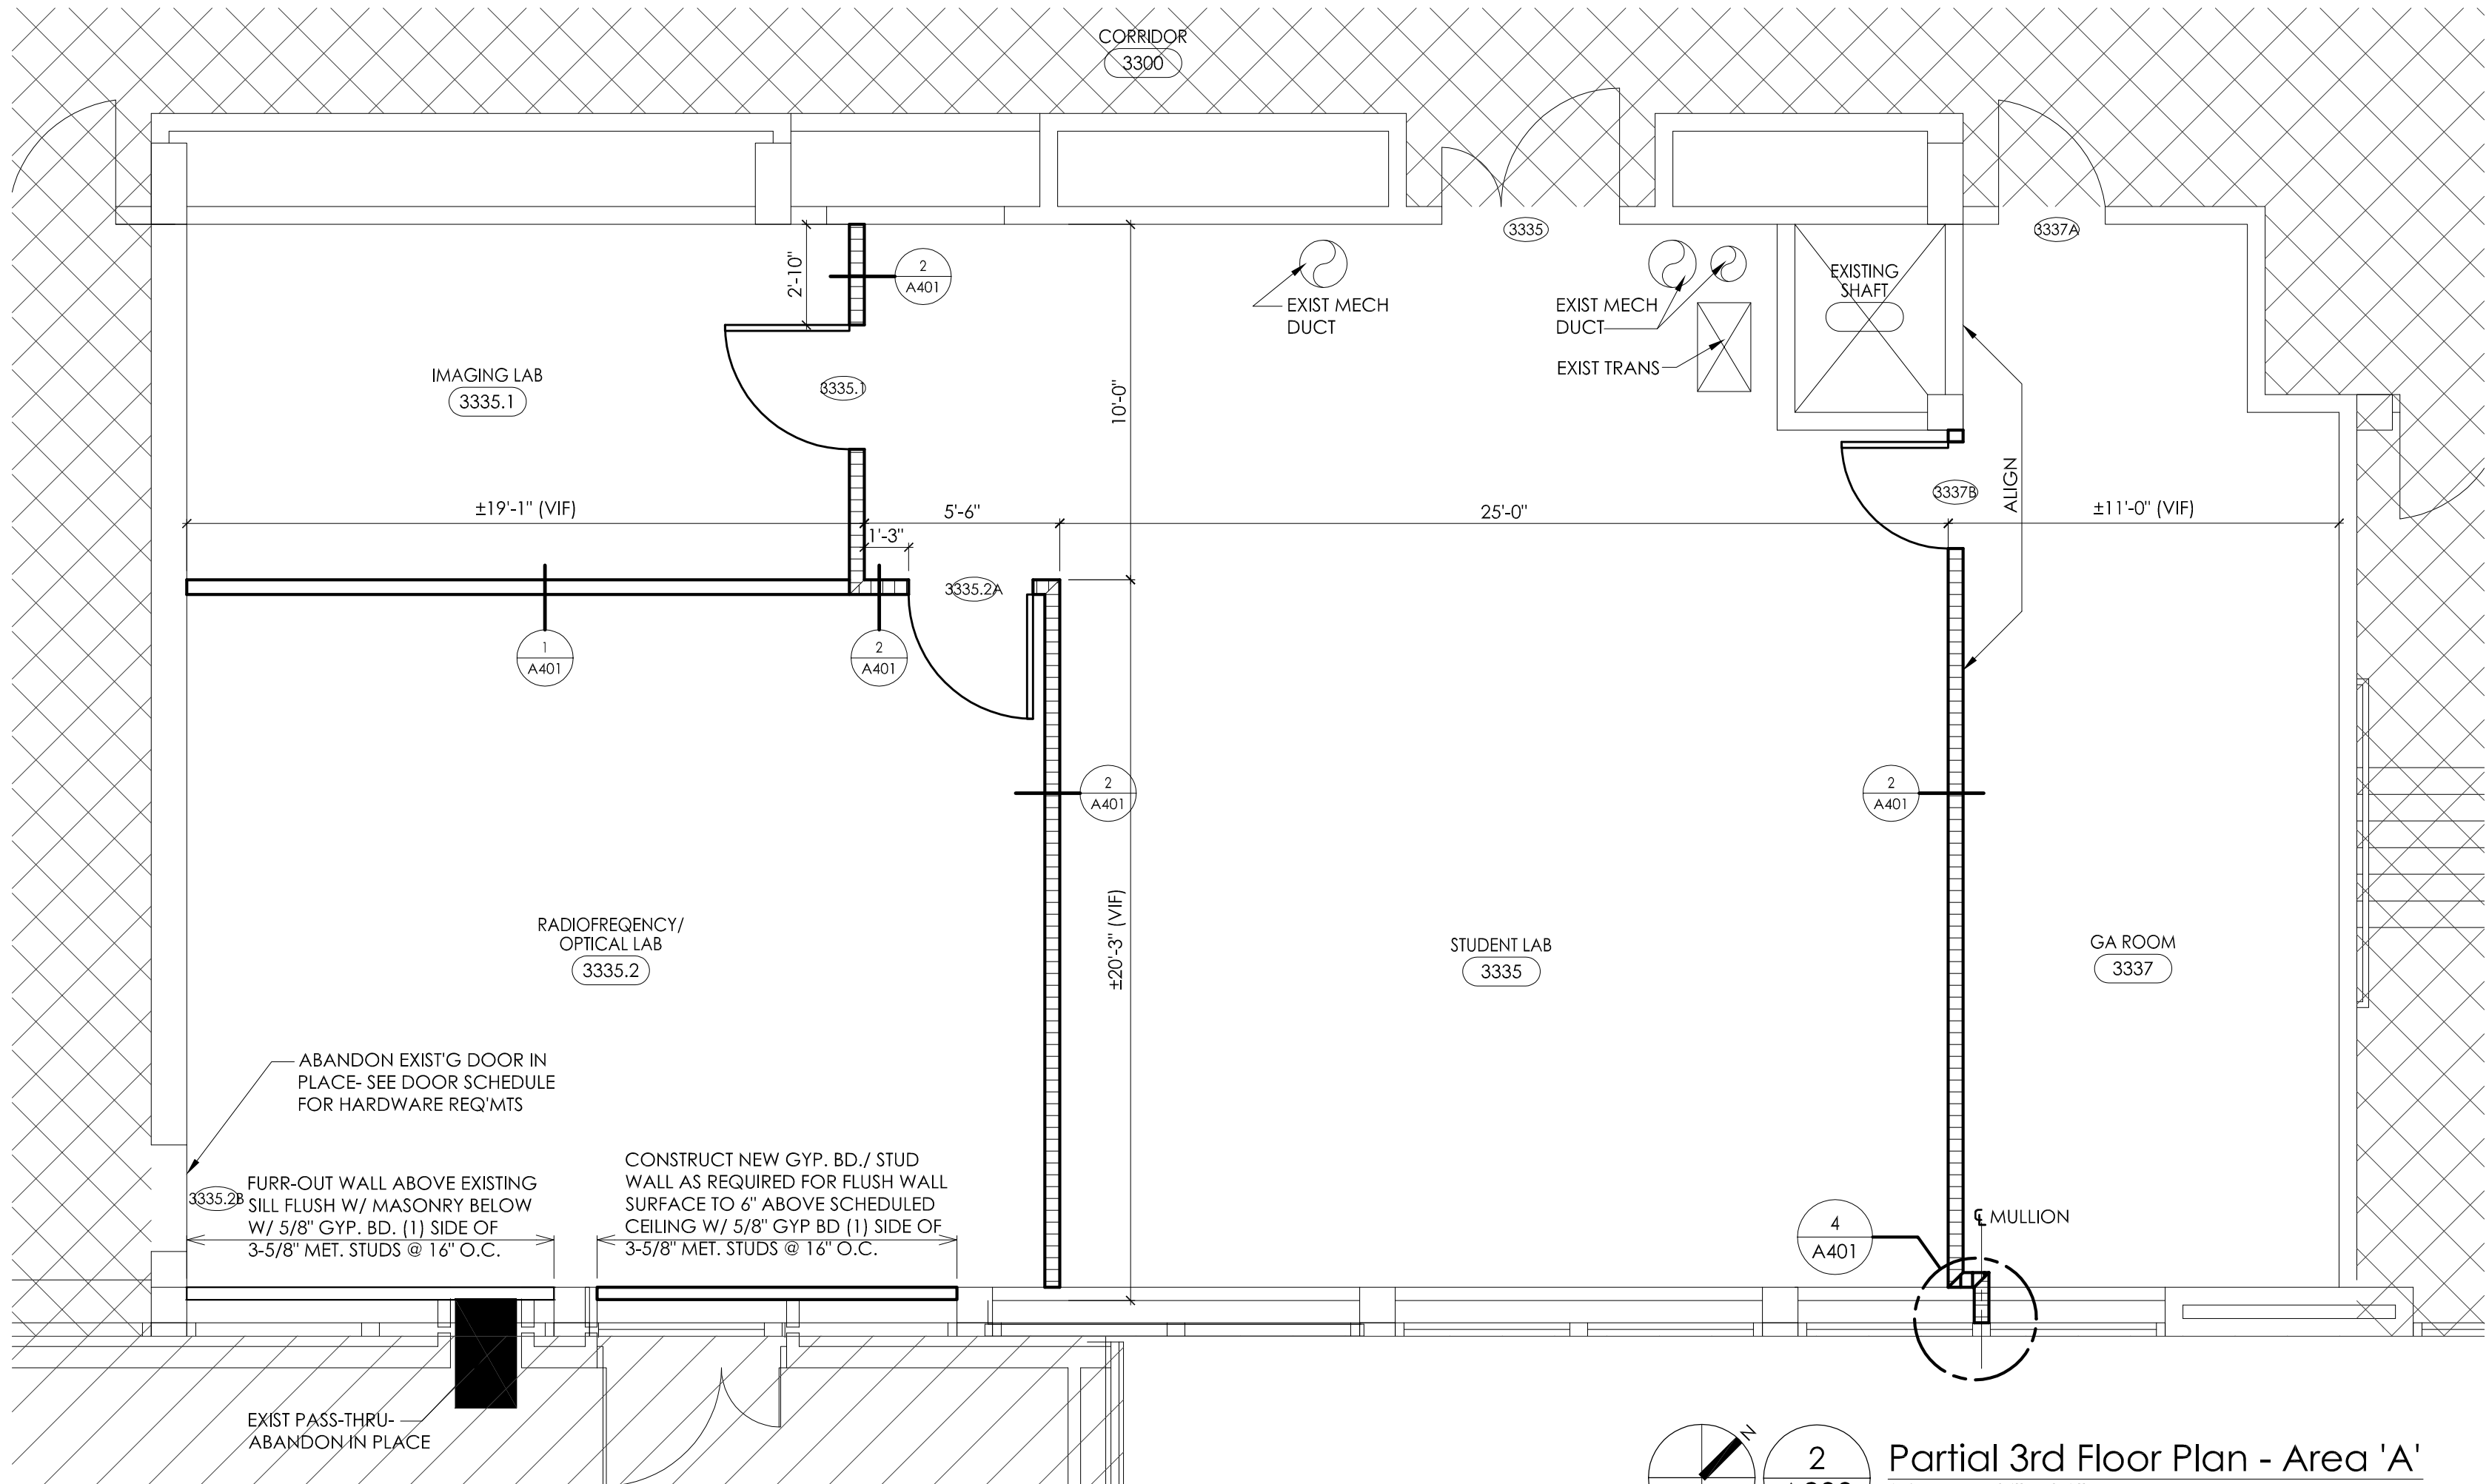 CORRIDOR
3300
3335
3337A
2
A401
2'-10"
EXIST MECH
DUCT
EXIST MECH
DUCT
EXIST TRANS
EXISTING
SHAFT
IMAGING LAB
3335.1
3335.1
10'-0"
ALIGN
3337B
±19'-1" (VIF)
5'-6"
25'-0"
±11'-0" (VIF)
1'-3"
3335.2A
1
A401
2
A401
2
A401
2
A401
RADIOFREQENCY/
OPTICAL LAB
3335.2
±20'-3" (VIF)
STUDENT LAB
3335
GA ROOM
3337
ABANDON EXIST'G DOOR IN
PLACE- SEE DOOR SCHEDULE
FOR HARDWARE REQ'MTS
3335.2B
FURR-OUT WALL ABOVE EXISTING
SILL FLUSH W/ MASONRY BELOW
W/ 5/8" GYP. BD. (1) SIDE OF
3-5/8" MET. STUDS @ 16" O.C.
CONSTRUCT NEW GYP. BD./ STUD
WALL AS REQUIRED FOR FLUSH WALL
SURFACE TO 6" ABOVE SCHEDULED
CEILING W/ 5/8" GYP BD (1) SIDE OF
3-5/8" MET. STUDS @ 16" O.C.
4
A401
℄ MULLION
EXIST PASS-THRU-
ABANDON IN PLACE
N
2
Partial 3rd Floor Plan - Area 'A'